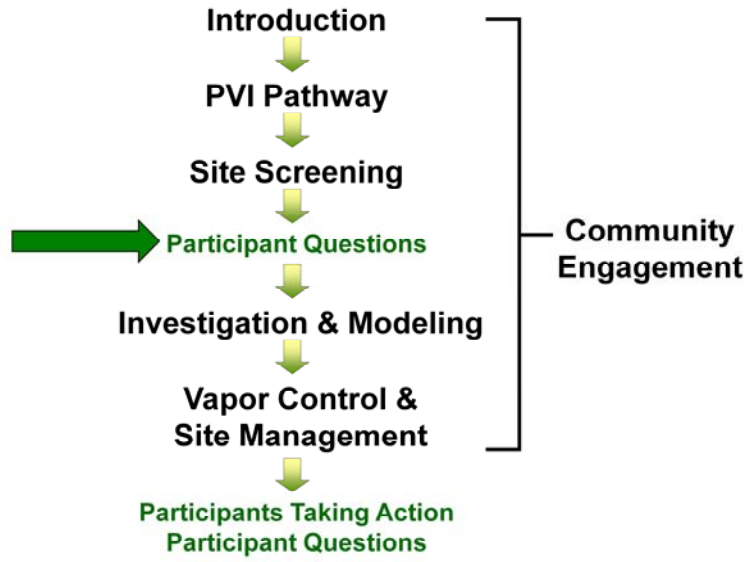 Introduction
PVI Pathway
Site Screening
Participant Questions
Investigation & Modeling
Vapor Control &
Site Management
Participants Taking Action
Participant Questions
Community
Engagement